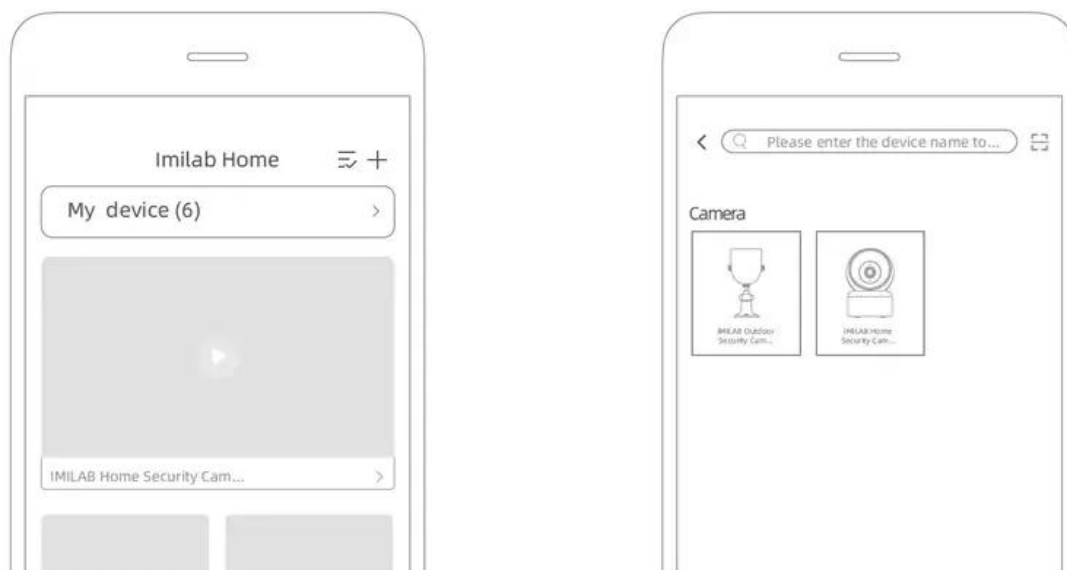 Imilab Home
My device (6)
IMILAB Home Security Cam...
Please enter the device name to...
Camera
IMILAB Outdoor
Security Cam...
IMILAB Home
Security Cam...